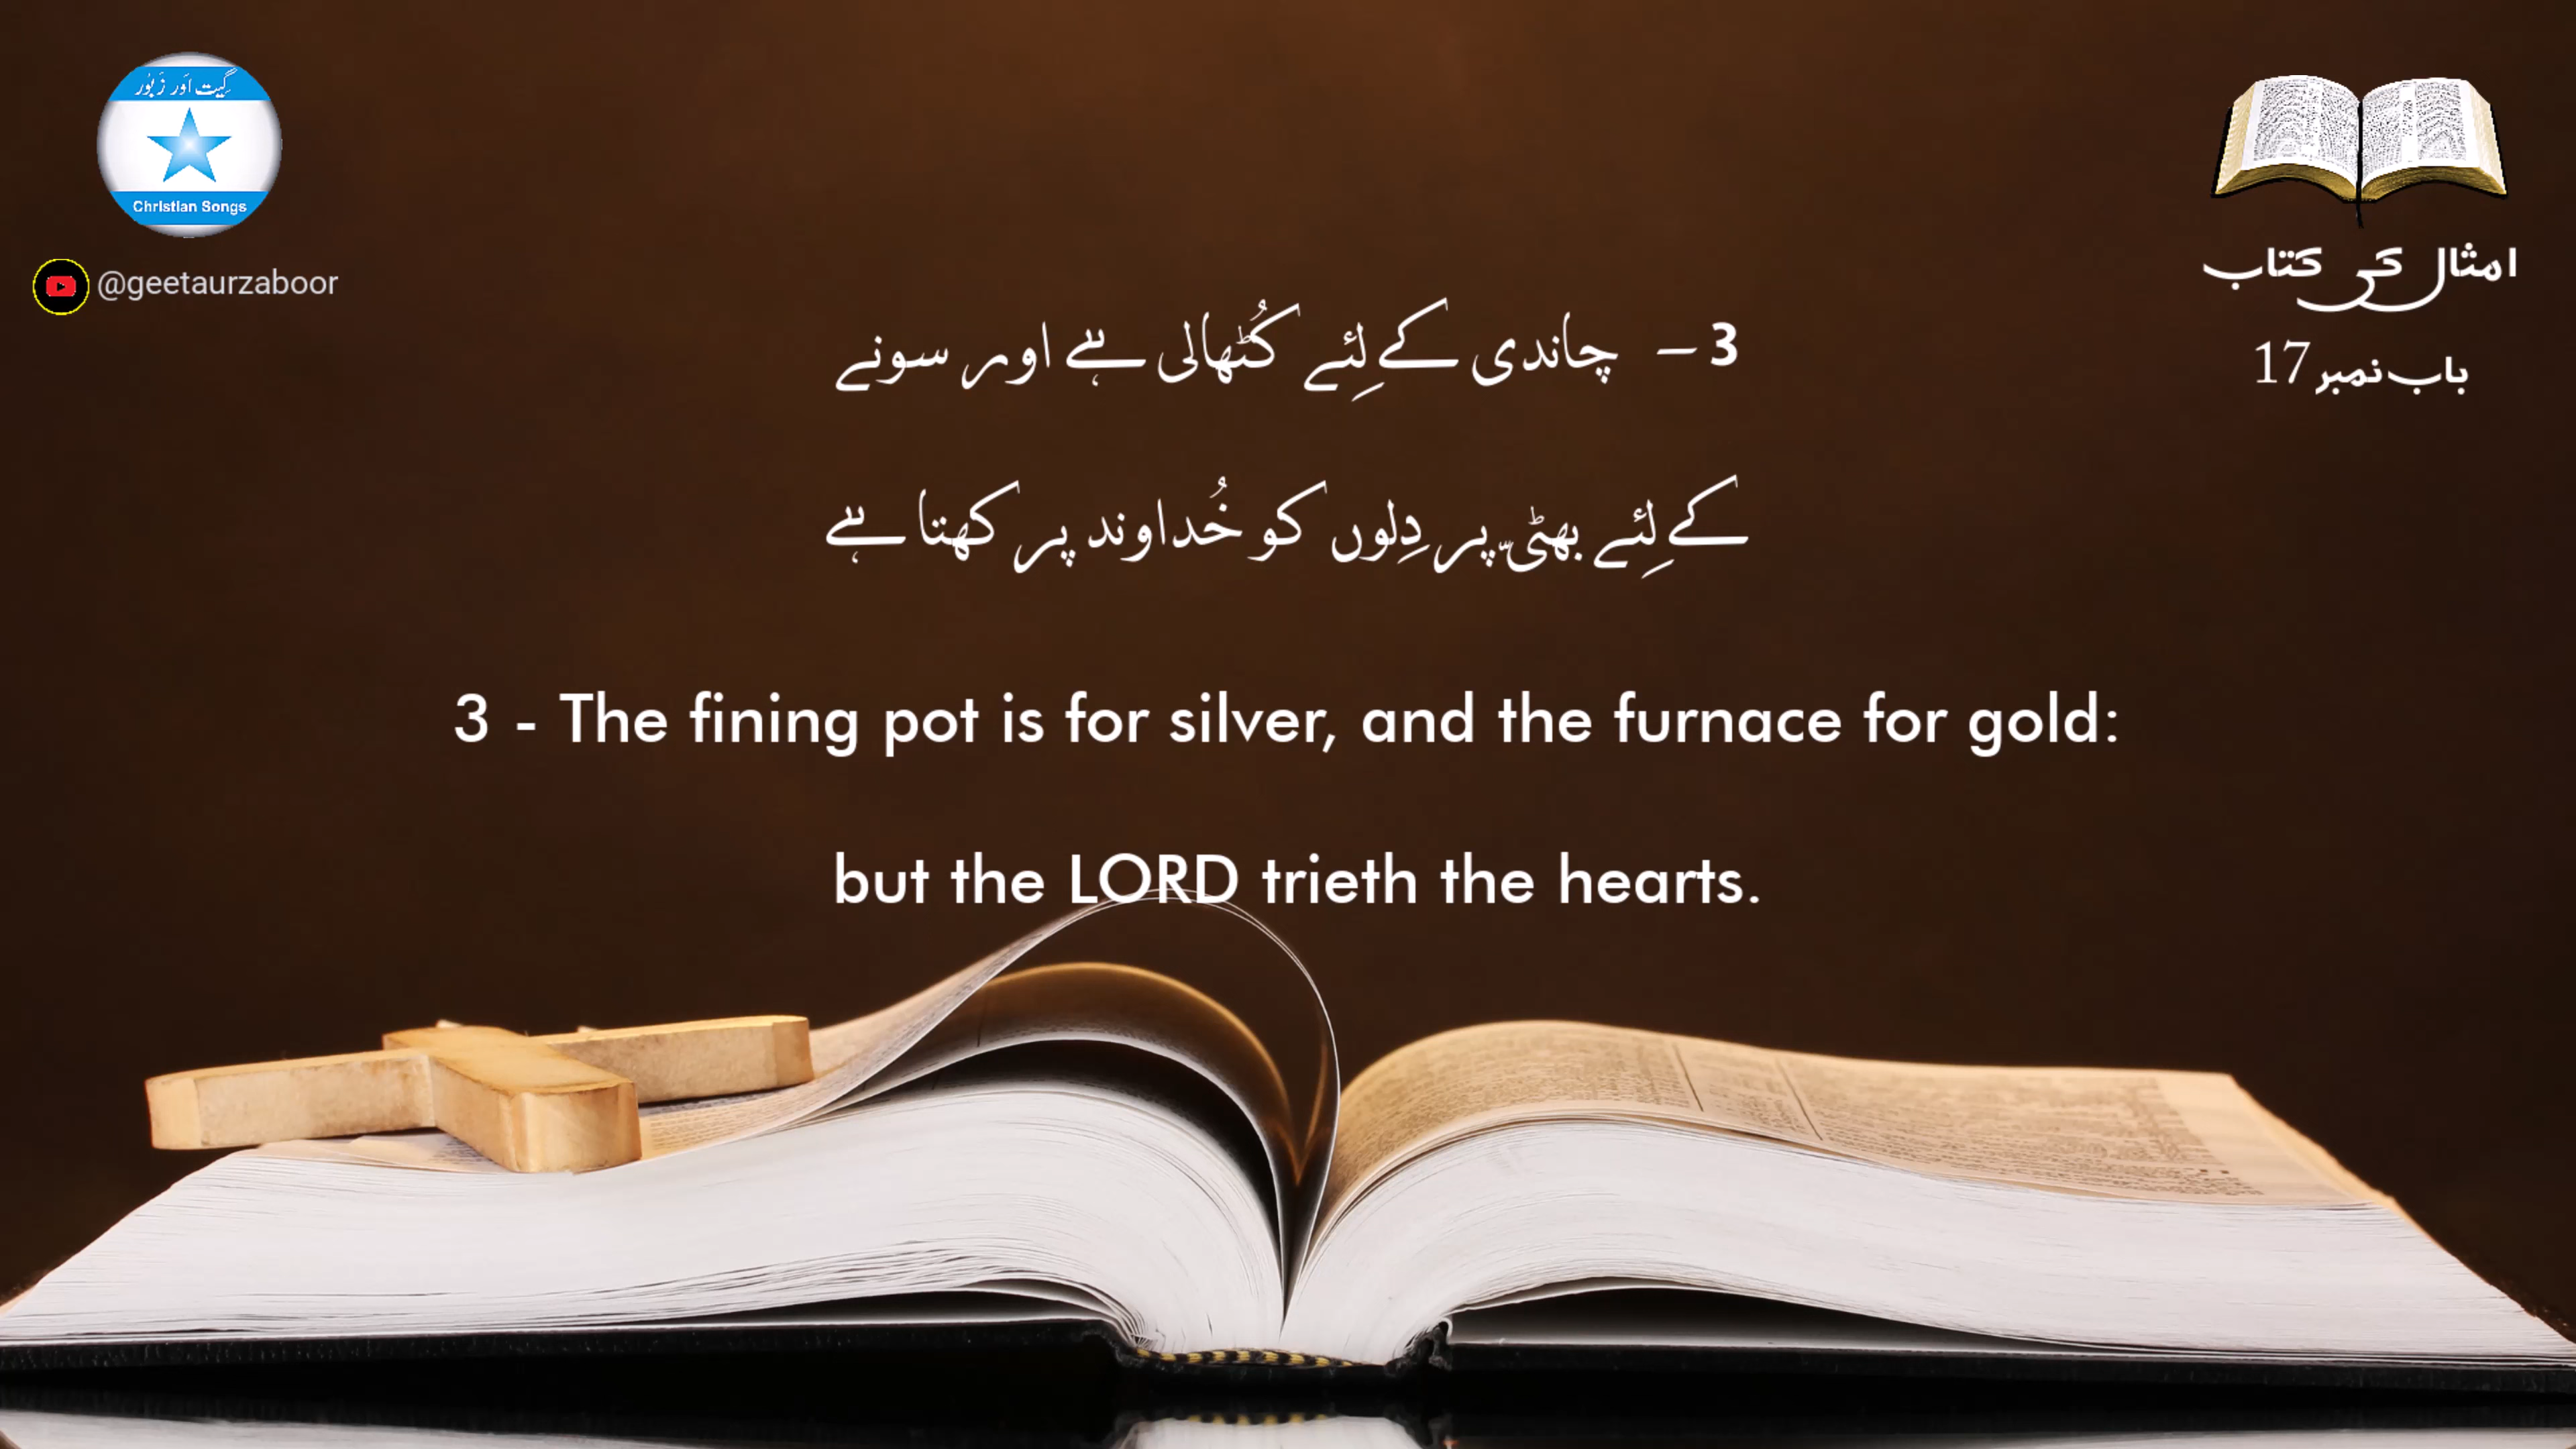 گیت اَور زَبُور
Christian Songs
@geetaurzaboor
امثال کی کتاب
باب نمبر 17
3 – چاندی کے لِئے کُٹھالی ہے اور سونے
کے لِئے بھٹّی پر دِلوں کو خُداوند پرکھتا ہے
3 - The fining pot is for silver, and the furnace for gold:
but the LORD trieth the hearts.